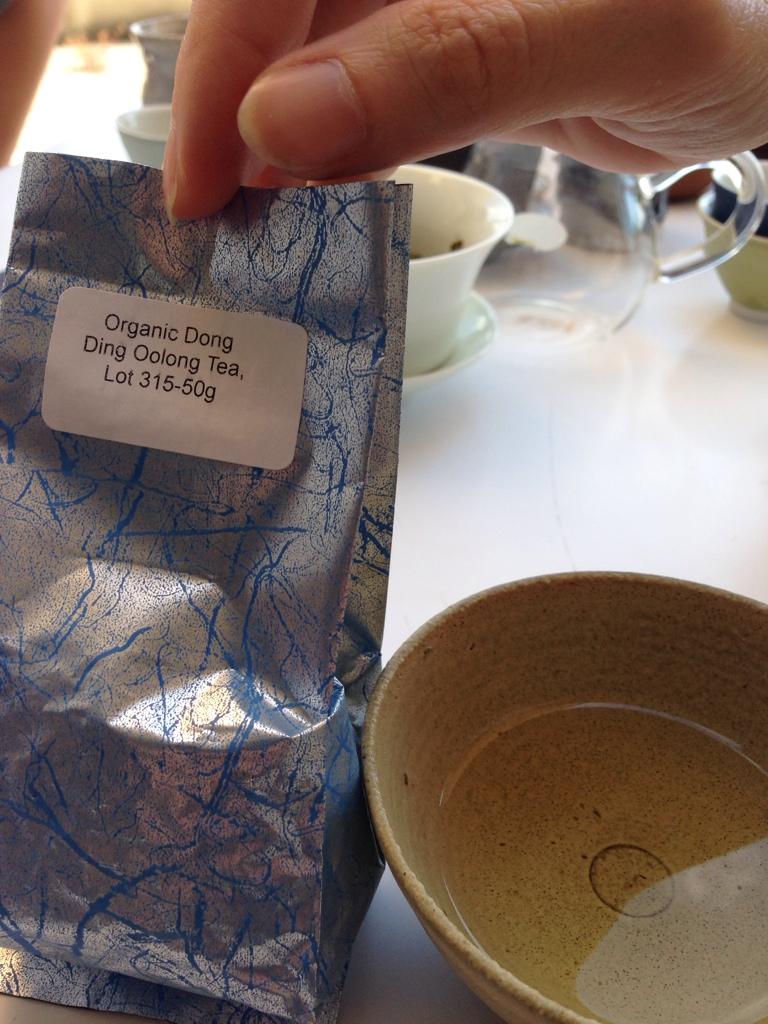 Organic Dong
Ding Oolong Tea,
Lot 315-50g